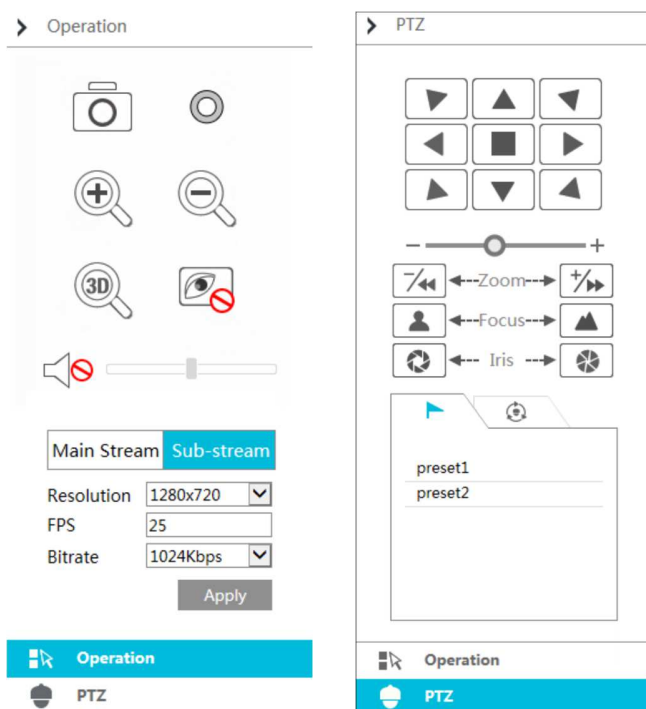 Operation
3D
Main Stream Sub-stream
Resolution 1280x720
FPS 25
Bitrate 1024Kbps
Apply
Operation
PTZ
PTZ
− +
−/ Zoom +/
Focus
Iris
preset1
preset2
Operation
PTZ